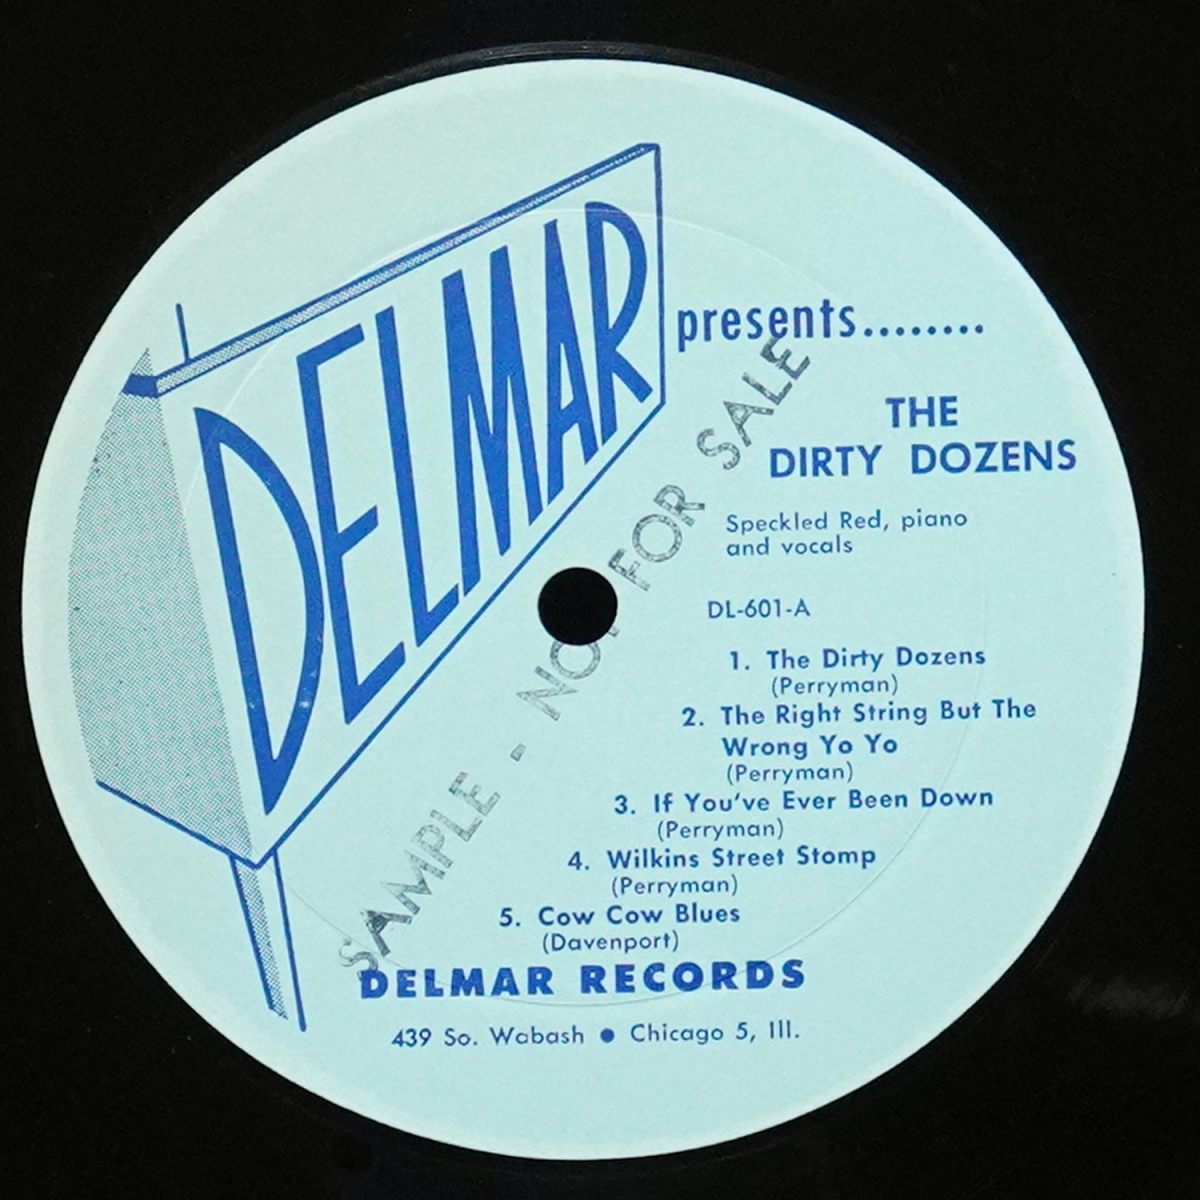 DELMAR
presents........
THE
DIRTY DOZENS
Speckled Red, piano
and vocals
DL-601-A
1. The Dirty Dozens
(Perryman)
2. The Right String But The
Wrong Yo Yo
(Perryman)
3. If You've Ever Been Down
(Perryman)
4. Wilkins Street Stomp
(Perryman)
5. Cow Cow Blues
(Davenport)
DELMAR RECORDS
439 So. Wabash • Chicago 5, Ill.
SAMPLE - NOT FOR SALE